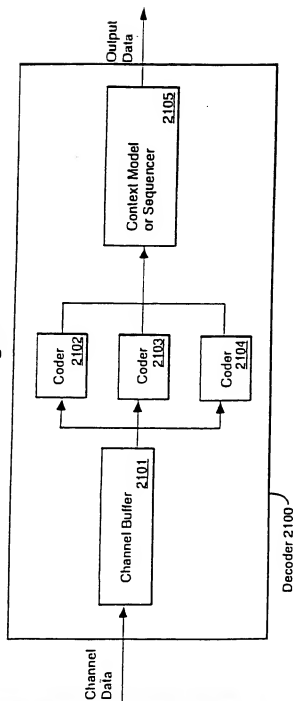 Channel
Data
Channel Buffer
2101
Coder
2102
Coder
2103
Coder
2104
Context Model
or Sequencer
2105
Output
Data
Decoder 2100